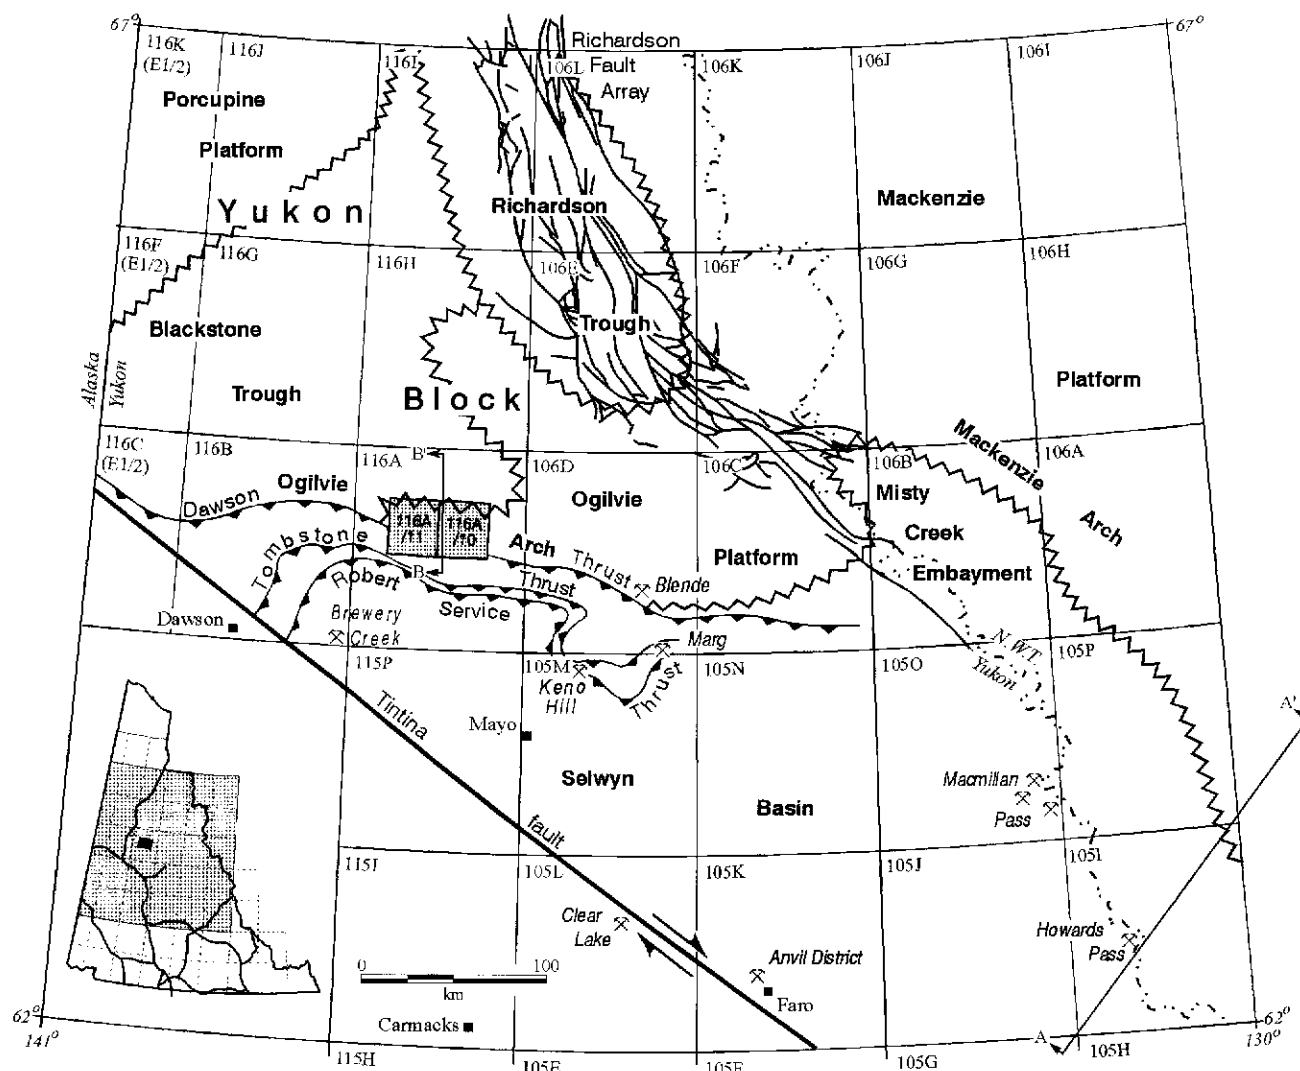 67°
67°
116K
(E1/2)
116J
116I
106L
Richardson
Fault
Array
106K
106J
106I
Porcupine
Platform
Yukon
Richardson
Mackenzie
116F
(E1/2)
116G
116H
106E
106F
106G
106H
Blackstone
Trough
Alaska
Yukon
Trough
Block
Platform
116C
(E1/2)
116B
116A
B'
106D
106C
106B
Mackenzie
106A
Arch
Ogilvie
Dawson
Ogilvie
Misty
Creek
Embayment
116A
/11
116A
/10
Tombstone
Arch
Thrust
Platform
B
Robert
Thrust
Blende
Service
Brewery
Creek
Dawson
Marg
N.W.T.
Yukon
115P
105M
105N
105O
105P
Keno
Hill
Thrust
Tintina
Mayo
A'
Selwyn
Basin
Macmillan
Pass
fault
115I
105L
105K
105J
105I
Clear
Lake
Howards
Pass
0
100
km
Anvil District
Faro
Carmacks
62°
141°
A
62°
130°
115H
105E
105F
105G
105H